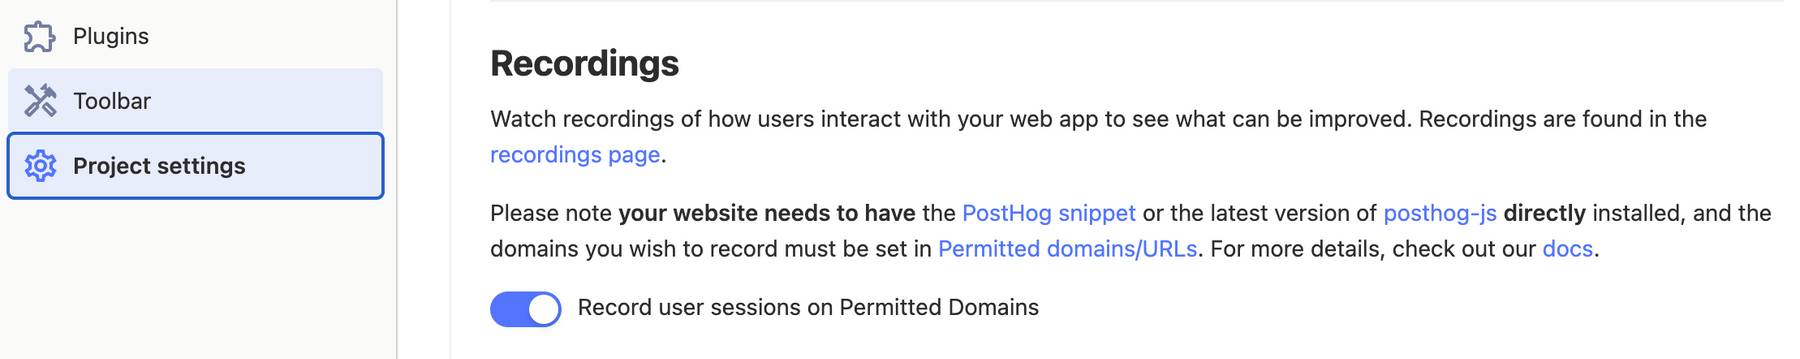 Plugins
Toolbar
Project settings
Recordings
Watch recordings of how users interact with your web app to see what can be improved. Recordings are found in the
recordings page.
Please note your website needs to have the PostHog snippet or the latest version of posthog-js directly installed, and the
domains you wish to record must be set in Permitted domains/URLs. For more details, check out our docs.
Record user sessions on Permitted Domains